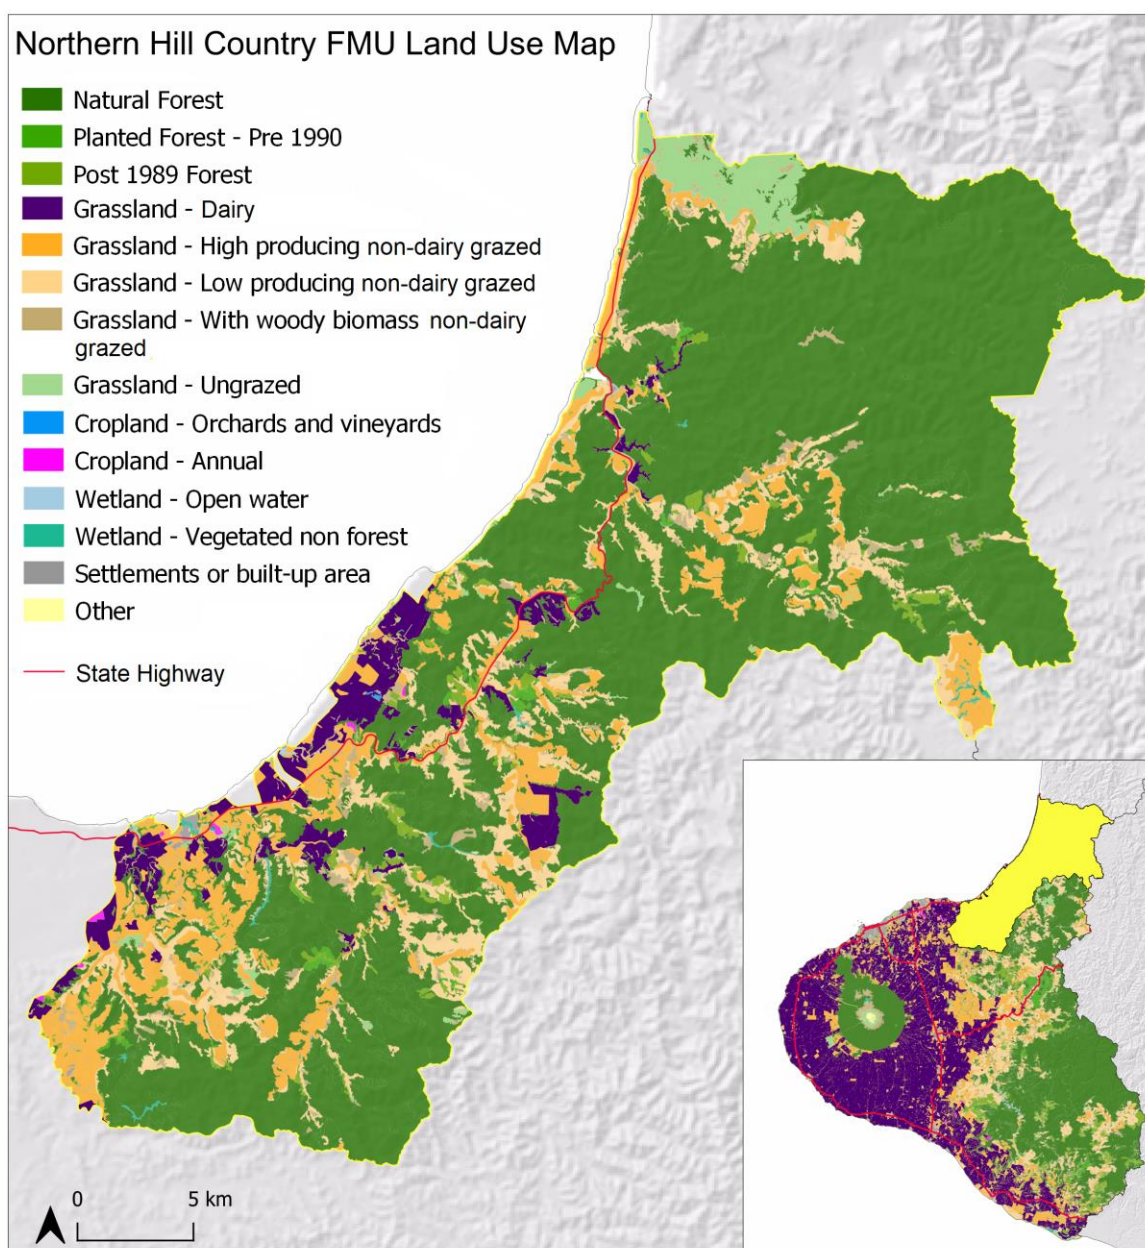 Northern Hill Country FMU Land Use Map
Natural Forest
Planted Forest - Pre 1990
Post 1989 Forest
Grassland - Dairy
Grassland - High producing non-dairy grazed
Grassland - Low producing non-dairy grazed
Grassland - With woody biomass non-dairy
grazed
Grassland - Ungrazed
Cropland - Orchards and vineyards
Cropland - Annual
Wetland - Open water
Wetland - Vegetated non forest
Settlements or built-up area
Other
State Highway
0 5 km